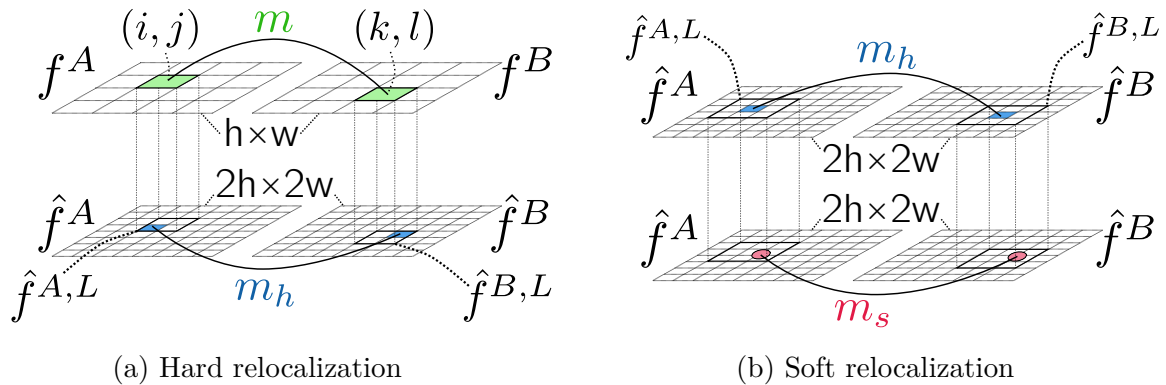 (i, j) m (k, l)
f^A f^B
h×w
2h×2w
f̂^A f̂^B
f̂^{A,L} m_h f̂^{B,L}
(a) Hard relocalization
f̂^{A,L} m_h f̂^{B,L}
f̂^A f̂^B
2h×2w
2h×2w
f̂^A f̂^B
m_s
(b) Soft relocalization